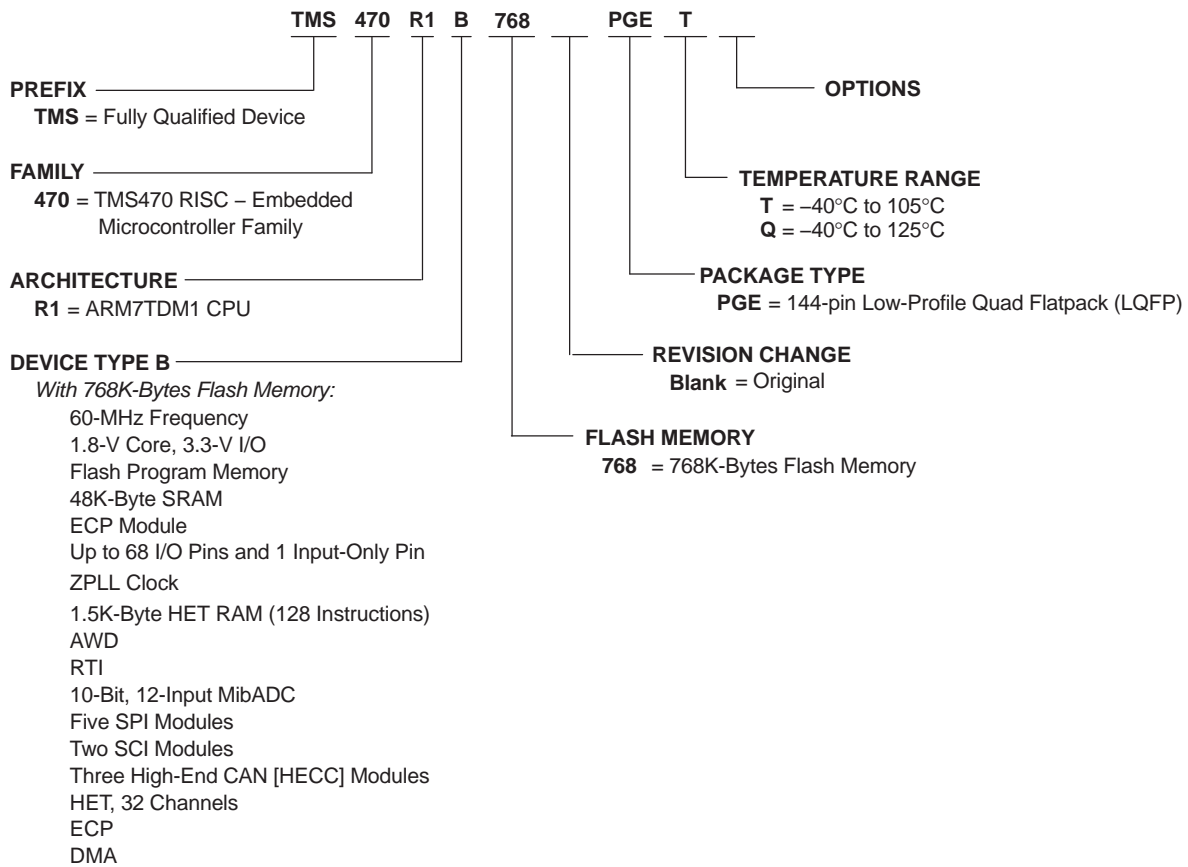 TMS 470 R1 B 768 PGE T
PREFIX
TMS = Fully Qualified Device
FAMILY
470 = TMS470 RISC − Embedded
Microcontroller Family
ARCHITECTURE
R1 = ARM7TDM1 CPU
DEVICE TYPE B
With 768K-Bytes Flash Memory:
60-MHz Frequency
1.8-V Core, 3.3-V I/O
Flash Program Memory
48K-Byte SRAM
ECP Module
Up to 68 I/O Pins and 1 Input-Only Pin
ZPLL Clock
1.5K-Byte HET RAM (128 Instructions)
AWD
RTI
10-Bit, 12-Input MibADC
Five SPI Modules
Two SCI Modules
Three High-End CAN [HECC] Modules
HET, 32 Channels
ECP
DMA
OPTIONS
TEMPERATURE RANGE
T = −40°C to 105°C
Q = −40°C to 125°C
PACKAGE TYPE
PGE = 144-pin Low-Profile Quad Flatpack (LQFP)
REVISION CHANGE
Blank = Original
FLASH MEMORY
768 = 768K-Bytes Flash Memory